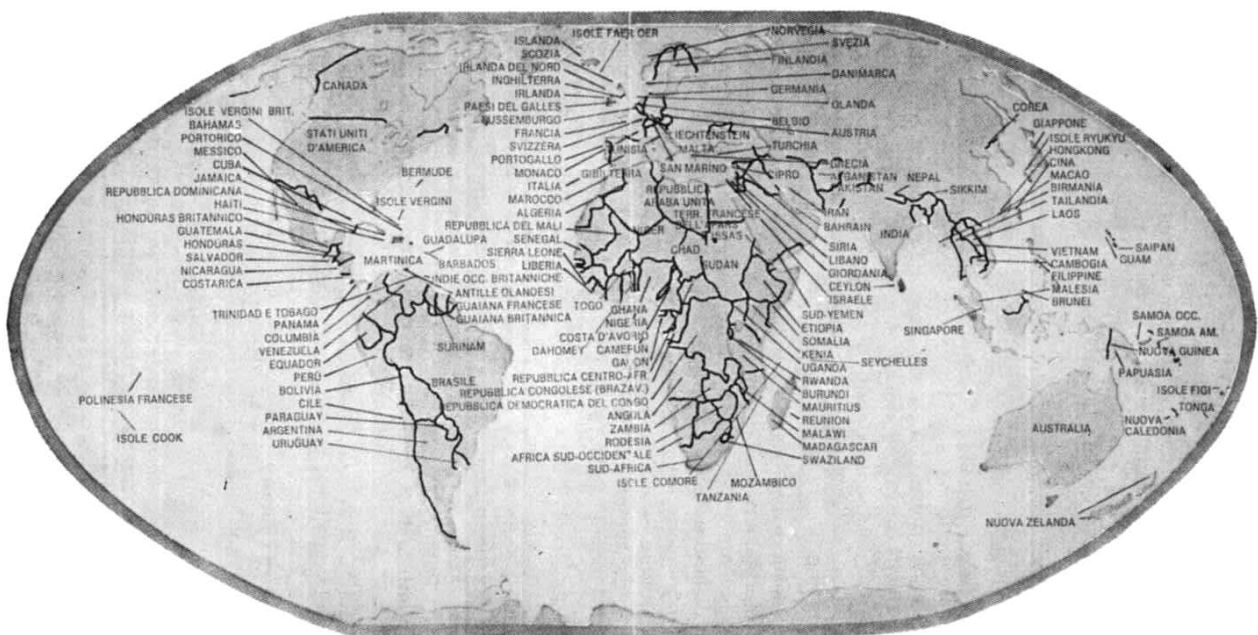 ISOLE FAER OER
ISLANDA
SCOZIA
IRLANDA DEL NORD
INGHILTERRA
IRLANDA
PAESI DEL GALLES
LUSSEMBURGO
FRANCIA
SVIZZERA
PORTOGALLO
MONACO
ITALIA
MAROCCO
ALGERIA
REPUBBLICA DEL MALI
SENEGAL
SIERRA LEONE
LIBERIA
NORVEGIA
SVEZIA
FINLANDIA
DANIMARCA
GERMANIA
OLANDA
BELGIO
AUSTRIA
LIECHTENSTEIN
TUNISIA
MALTA
TURCHIA
SAN MARINO
GIBILTERRA
CIPRO
GRECIA
AFGANISTAN
PAKISTAN
NEPAL
SIKKIM
REPUBBLICA
ARABA UNITA
TERR. FRANCESE
DELL'AFARS
ISSAS
NIGER
CHAD
SUDAN
IRAN
BAHRAIN
INDIA
SIRIA
LIBANO
GIORDANIA
CEYLON
ISRAELE
CANADA
STATI UNITI
D'AMERICA
ISOLE VERGINI BRIT.
BAHAMAS
PORTORICO
MESSICO
CUBA
JAMAICA
REPUBBLICA DOMINICANA
HAITI
HONDURAS BRITANNICO
GUATEMALA
HONDURAS
SALVADOR
NICARAGUA
COSTARICA
BERMUDE
ISOLE VERGINI
GUADALUPA
MARTINICA
BARBADOS
INDIE OCC. BRITANNICHE
ANTILLE OLANDESI
GUAIANA FRANCESE
GUAIANA BRITANNICA
TRINIDAD E TOBAGO
PANAMA
COLUMBIA
VENEZUELA
EQUADOR
PERÙ
BOLIVIA
CILE
PARAGUAY
ARGENTINA
URUGUAY
SURINAM
BRASILE
POLINESIA FRANCESE
ISOLE COOK
TOGO
GHANA
NIGERIA
COSTA D'AVORIO
DAHOMEY
CAMERUN
GABON
REPUBBLICA CENTRO-AFR.
REPUBBLICA CONGOLESE (BRAZAV.)
REPUBBLICA DEMOCRATICA DEL CONGO
ANGOLA
ZAMBIA
RODESIA
AFRICA SUD-OCCIDENTALE
SUD-AFRICA
ISOLE COMORE
TANZANIA
MOZAMBICO
SUD-YEMEN
ETIOPIA
SOMALIA
KENIA
UGANDA
SEYCHELLES
RWANDA
BURUNDI
MAURITIUS
REUNION
MALAWI
MADAGASCAR
SWAZILAND
COREA
GIAPPONE
ISOLE RYUKYU
HONGKONG
CINA
MACAO
BIRMANIA
TAILANDIA
LAOS
VIETNAM
CAMBOGIA
FILIPPINE
MALESIA
BRUNEI
SINGAPORE
SAIPAN
GUAM
SAMOA OCC.
SAMOA AM.
NUOVA GUINEA
PAPUASIA
ISOLE FIGI
TONGA
NUOVA
CALEDONIA
AUSTRALIA
NUOVA ZELANDA